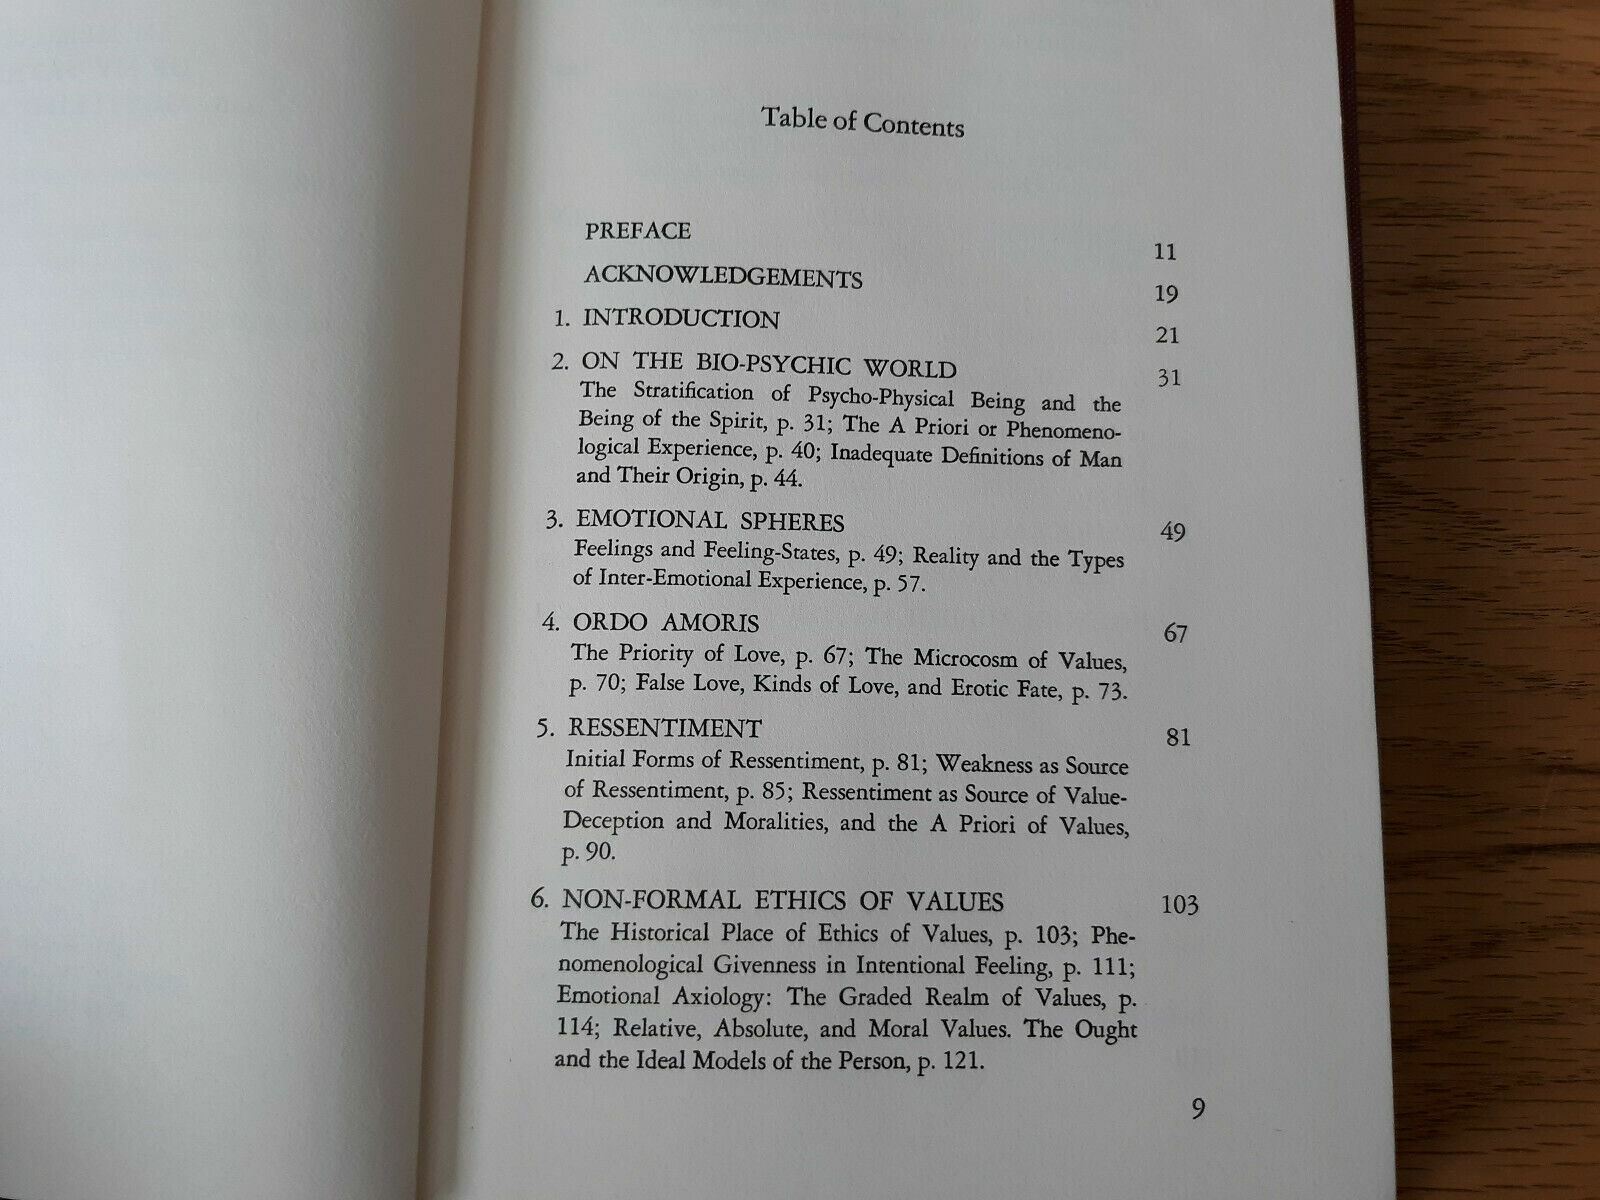 Table of Contents
PREFACE 11
ACKNOWLEDGEMENTS 19
1. INTRODUCTION 21
2. ON THE BIO-PSYCHIC WORLD 31
The Stratification of Psycho-Physical Being and the
Being of the Spirit, p. 31; The A Priori or Phenomeno-
logical Experience, p. 40; Inadequate Definitions of Man
and Their Origin, p. 44.
3. EMOTIONAL SPHERES 49
Feelings and Feeling-States, p. 49; Reality and the Types
of Inter-Emotional Experience, p. 57.
4. ORDO AMORIS 67
The Priority of Love, p. 67; The Microcosm of Values,
p. 70; False Love, Kinds of Love, and Erotic Fate, p. 73.
5. RESSENTIMENT 81
Initial Forms of Ressentiment, p. 81; Weakness as Source
of Ressentiment, p. 85; Ressentiment as Source of Value-
Deception and Moralities, and the A Priori of Values,
p. 90.
6. NON-FORMAL ETHICS OF VALUES 103
The Historical Place of Ethics of Values, p. 103; Phe-
nomenological Givenness in Intentional Feeling, p. 111;
Emotional Axiology: The Graded Realm of Values, p.
114; Relative, Absolute, and Moral Values. The Ought
and the Ideal Models of the Person, p. 121.
9